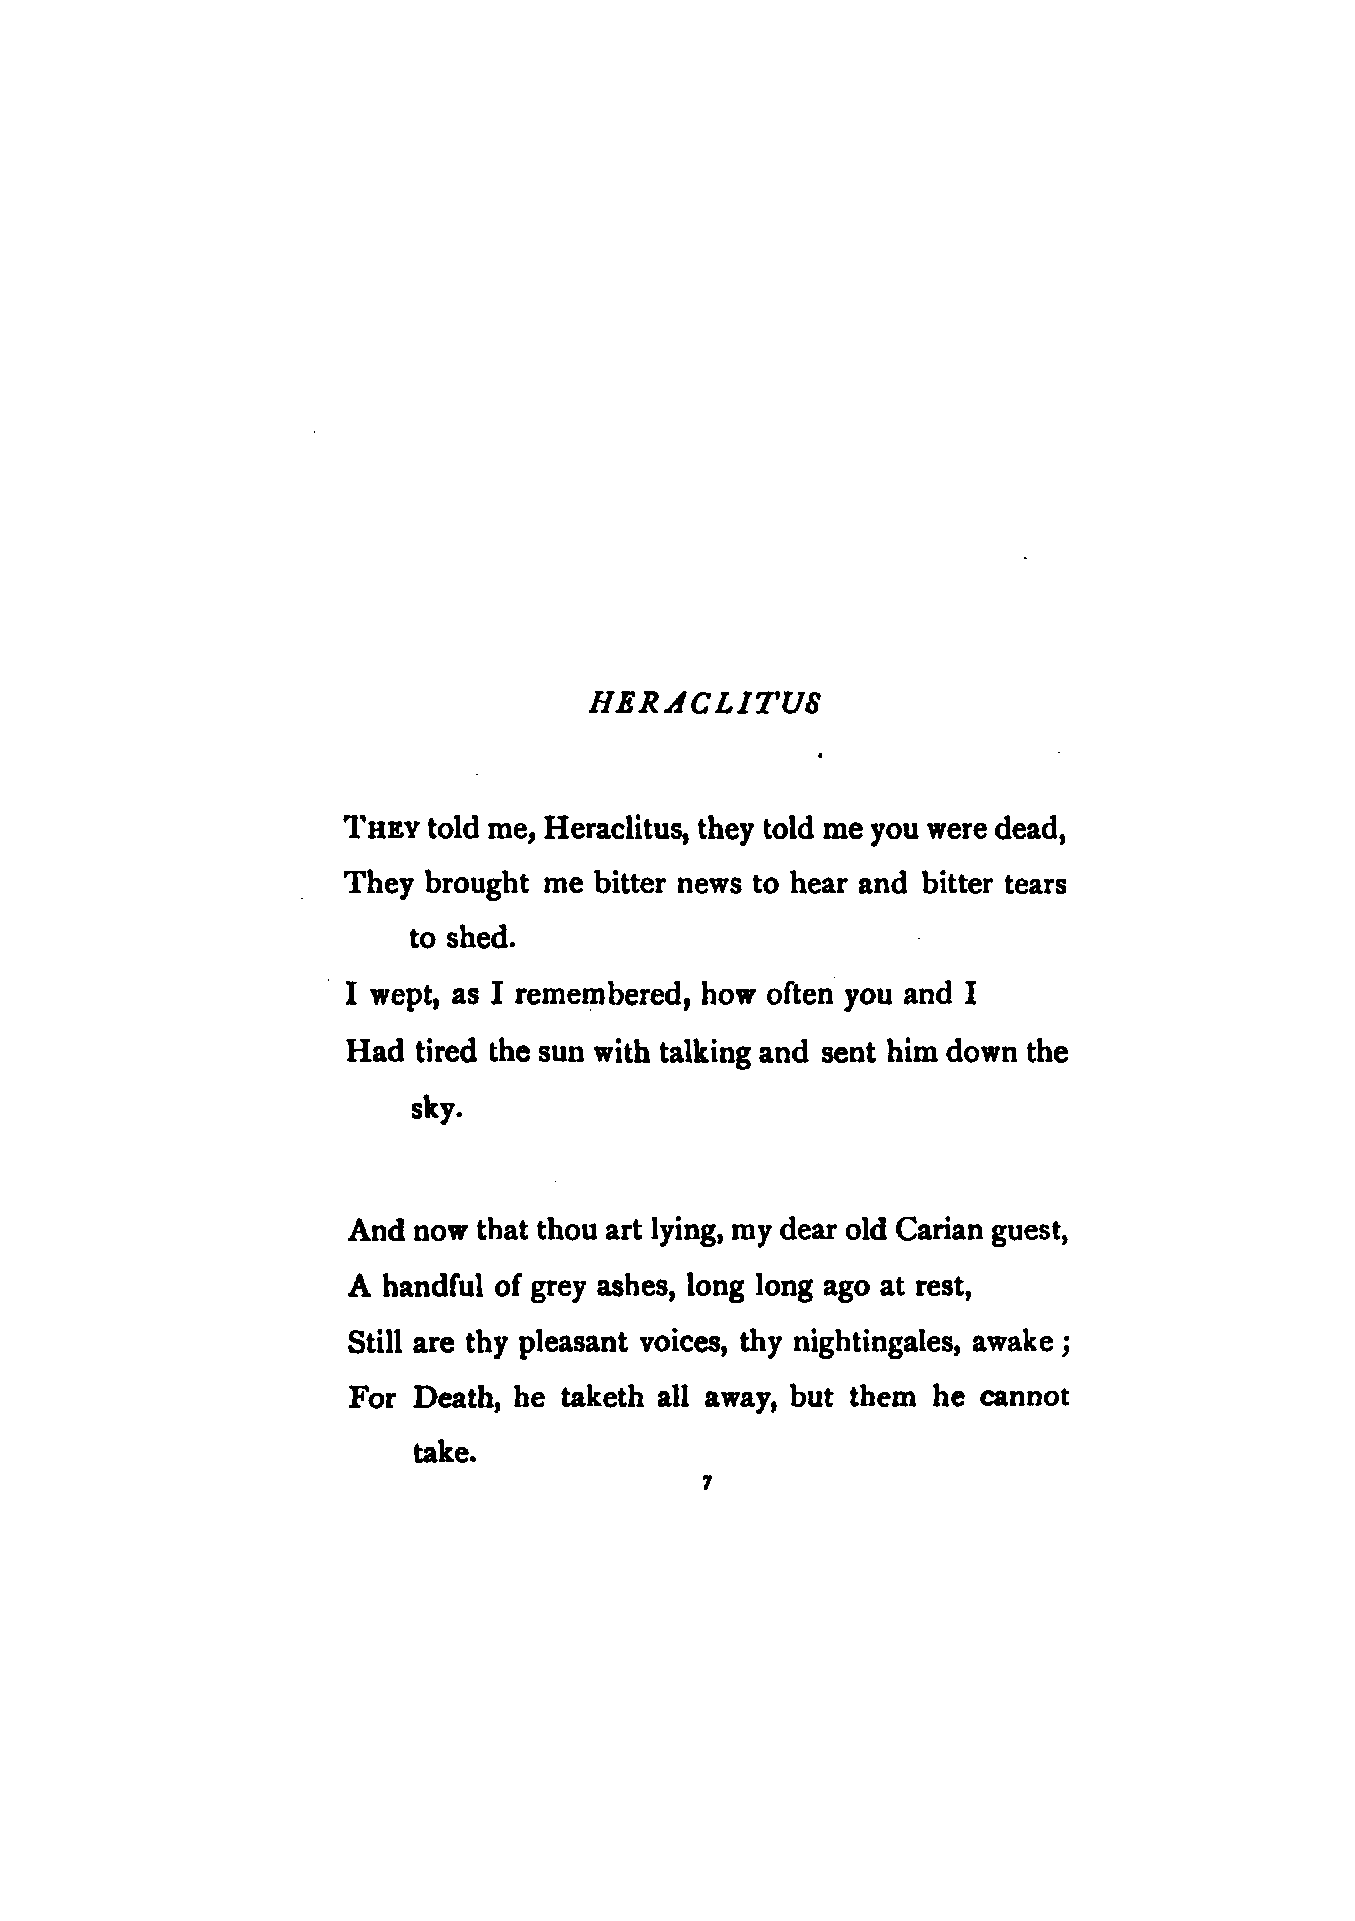 HERACLITUS
THEY told me, Heraclitus, they told me you were dead,
They brought me bitter news to hear and bitter tears
to shed.
I wept, as I remembered, how often you and I
Had tired the sun with talking and sent him down the
sky.
And now that thou art lying, my dear old Carian guest,
A handful of grey ashes, long long ago at rest,
Still are thy pleasant voices, thy nightingales, awake ;
For Death, he taketh all away, but them he cannot
take.
7